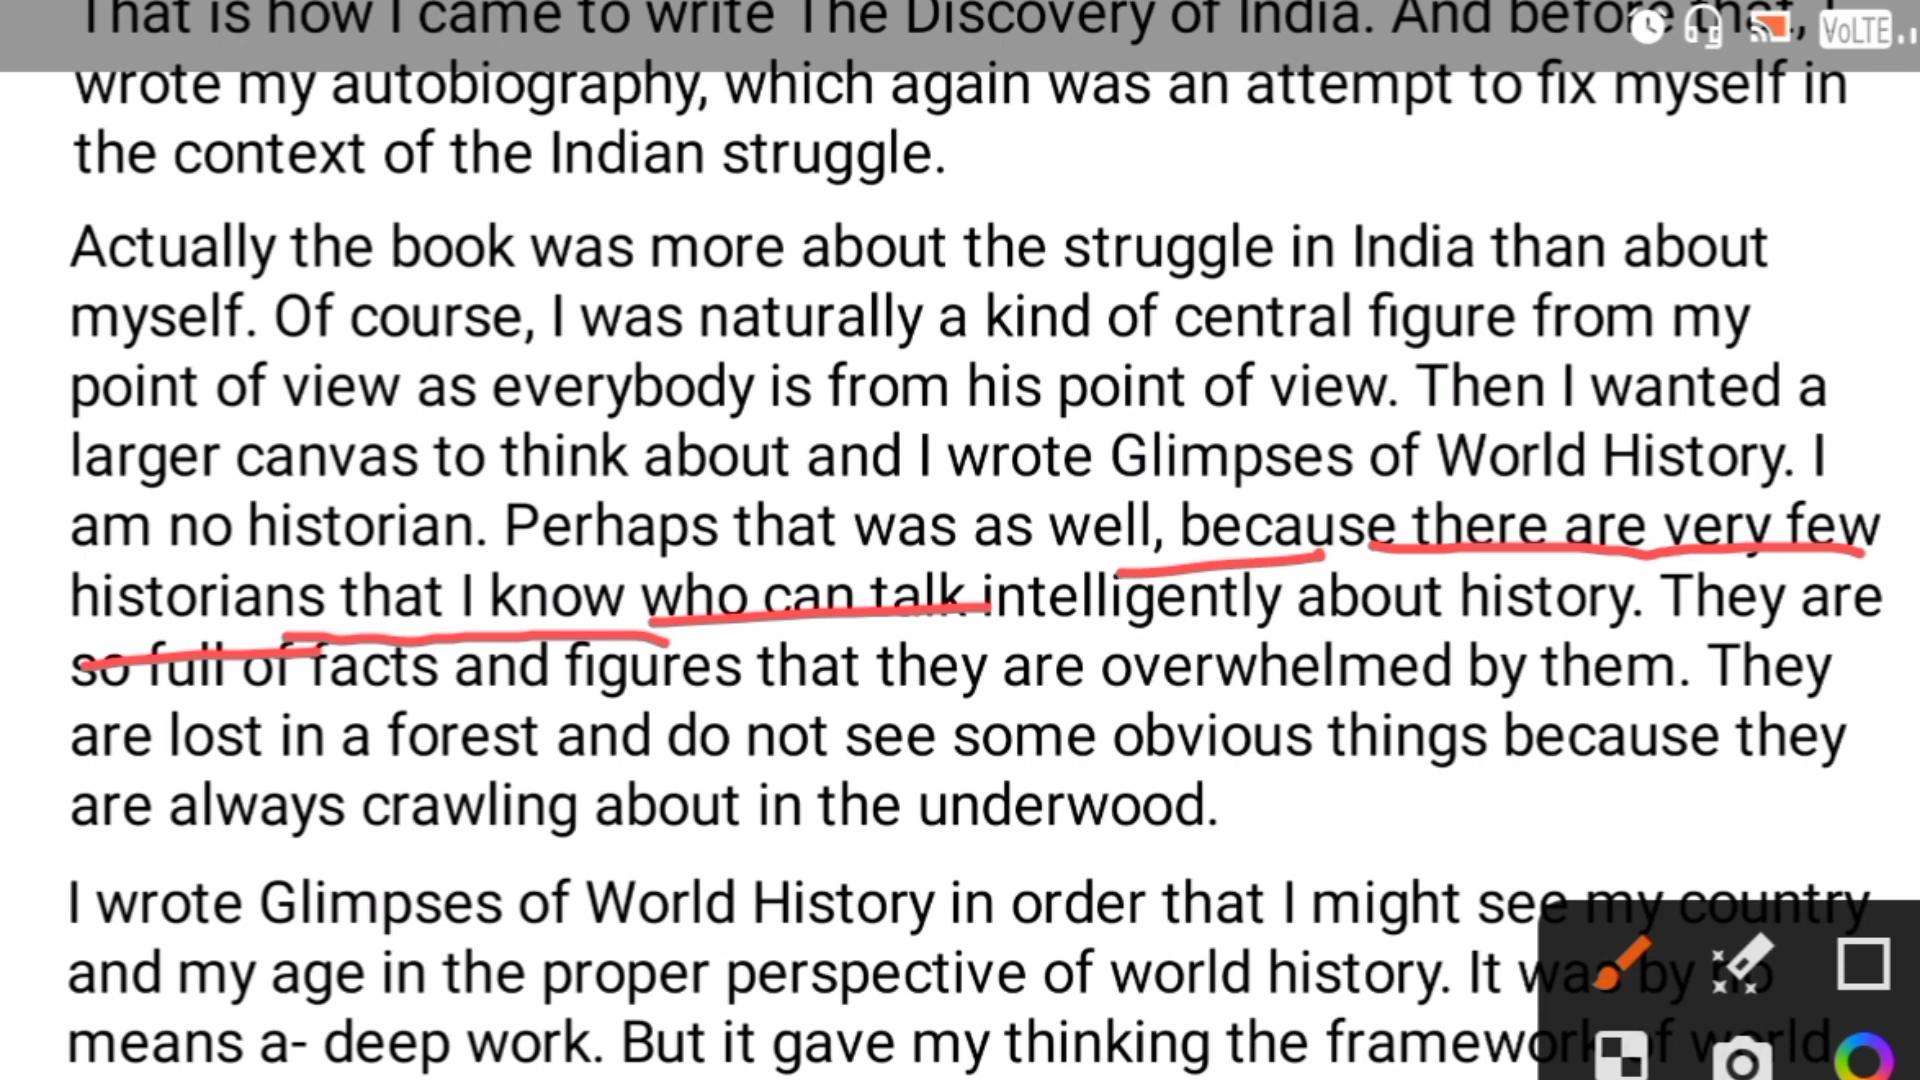 That is how I came to write The Discovery of India. And before that, I
VoLTE
wrote my autobiography, which again was an attempt to fix myself in
the context of the Indian struggle.
Actually the book was more about the struggle in India than about
myself. Of course, I was naturally a kind of central figure from my
point of view as everybody is from his point of view. Then I wanted a
larger canvas to think about and I wrote Glimpses of World History. I
am no historian. Perhaps that was as well, because there are very few
historians that I know who can talk intelligently about history. They are
so full of facts and figures that they are overwhelmed by them. They
are lost in a forest and do not see some obvious things because they
are always crawling about in the underwood.
I wrote Glimpses of World History in order that I might see my country
and my age in the proper perspective of world history. It was by no
means a- deep work. But it gave my thinking the framework of world